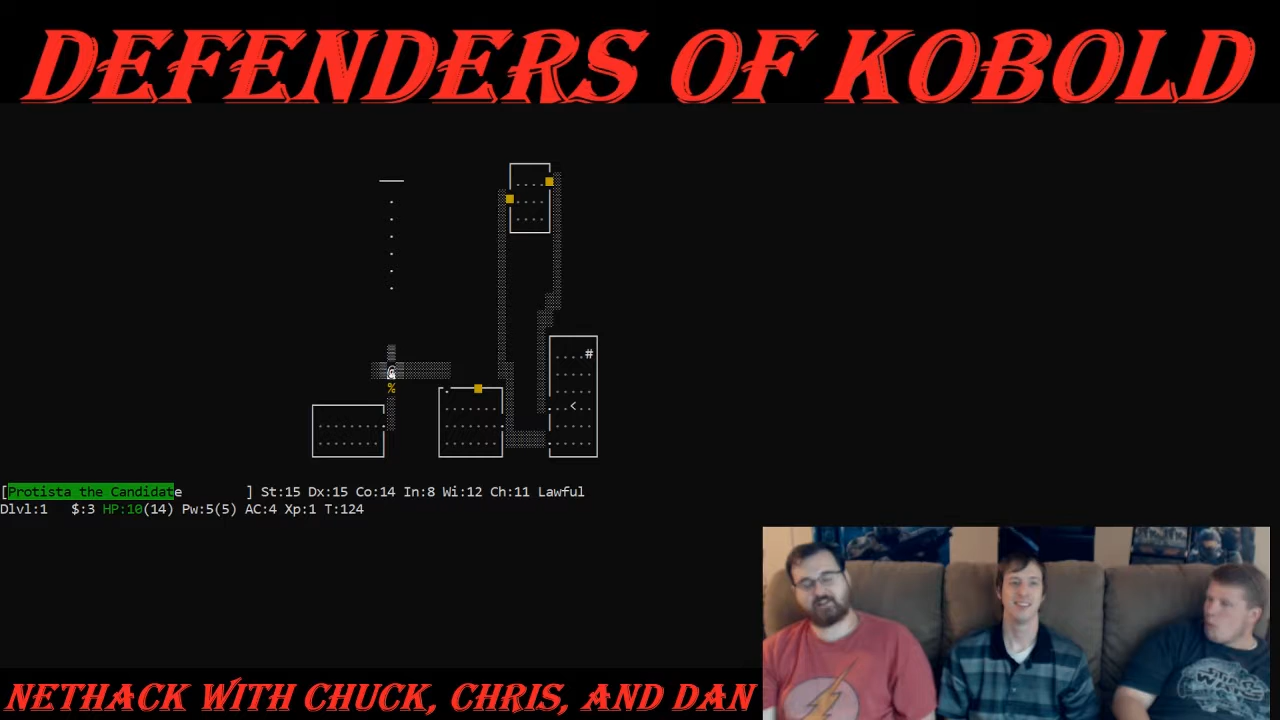 DEFENDERS OF KOBOLD
[Protista the Candidate ] St:15 Dx:15 Co:14 In:8 Wi:12 Ch:11 Lawful
Dlvl:1 $:3 HP:10(14) Pw:5(5) AC:4 Xp:1 T:124
NETHACK WITH CHUCK, CHRIS, AND DAN
STAR WARS